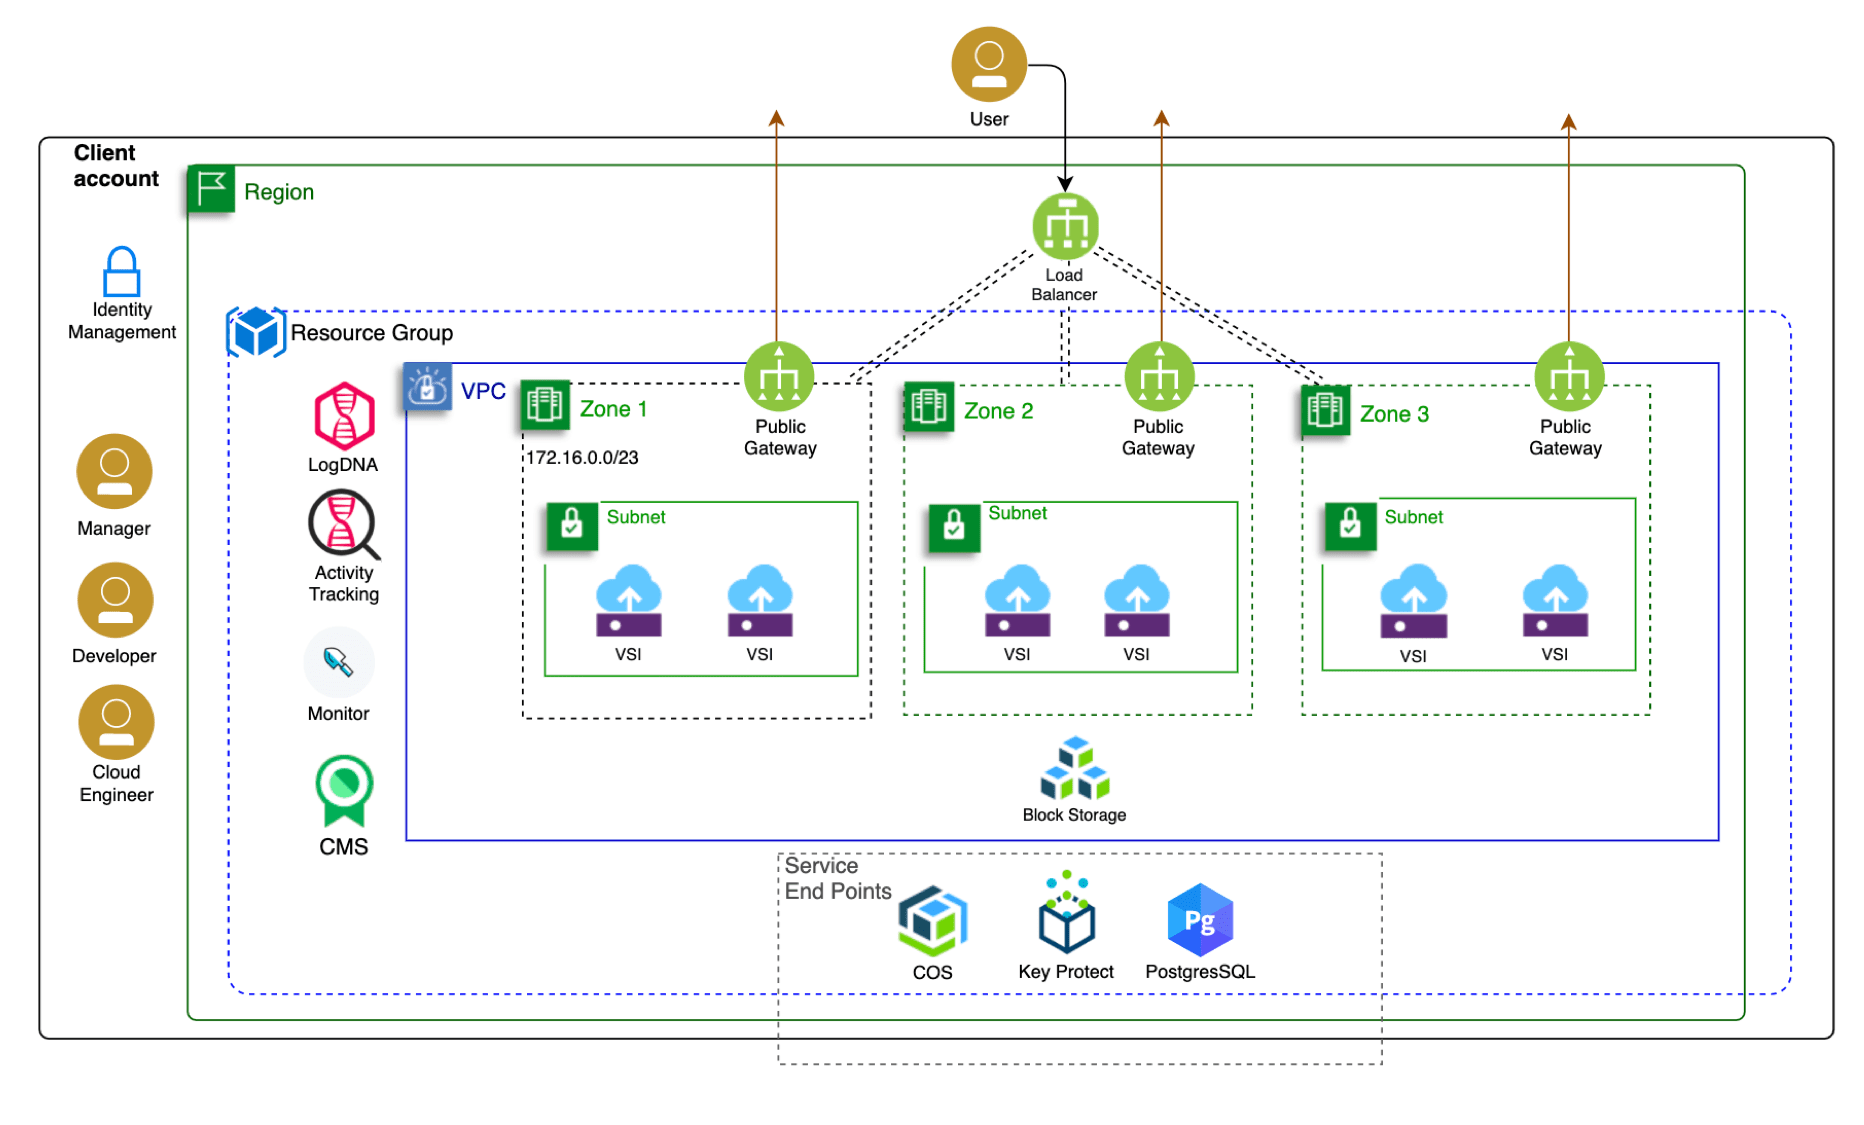 User
Client
account
Region
Identity
Management
Load
Balancer
Resource Group
VPC
Zone 1
Public
Gateway
172.16.0.0/23
Zone 2
Public
Gateway
Zone 3
Public
Gateway
LogDNA
Activity
Tracking
Monitor
CMS
Manager
Developer
Cloud
Engineer
Subnet
VSI
VSI
Subnet
VSI
VSI
Subnet
VSI
VSI
Block Storage
Service
End Points
COS
Key Protect
Pg
PostgresSQL